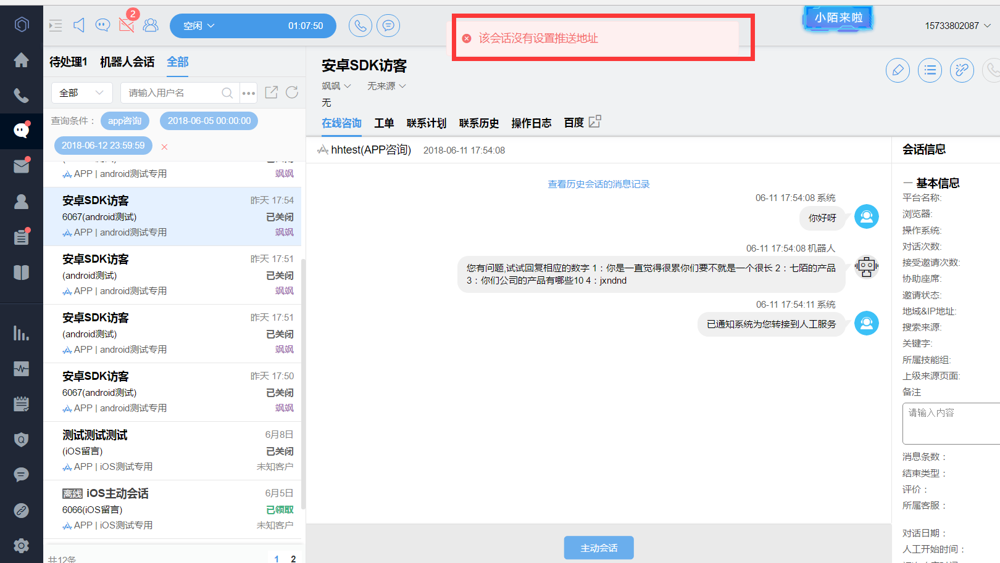 2
空闲
01:07:50
该会话沒有设置推送地址
小陌来啦
15733802087
待处理1
机器人会话
全部
全部
请输入用户名
查询条件：
app咨询
2018-06-05 00:00:00
2018-06-12 23:59:59
APP | android测试专用
飒飒
安卓SDK访客
昨天 17:54
6067(android测试)
已关闭
APP | android测试专用
飒飒
安卓SDK访客
昨天 17:51
(android测试)
已关闭
APP | android测试专用
飒飒
安卓SDK访客
昨天 17:51
(android测试)
已关闭
APP | android测试专用
飒飒
安卓SDK访客
昨天 17:50
6067(android测试)
已关闭
APP | android测试专用
飒飒
测试测试测试
6月8日
(iOS留言)
已关闭
APP | iOS测试专用
未知客户
离线 iOS主动会话
6月5日
6066(iOS留言)
已领取
APP | iOS测试专用
未知客户
共12条
1 2
安卓SDK访客
飒飒
无来源
无
在线咨询
工单
联系计划
联系历史
操作日志
百度
hhtest(APP咨询)
2018-06-11 17:54:08
查看历史会话的消息记录
06-11 17:54:08 系统
你好呀
06-11 17:54:08 机器人
您有问题,试试回复相应的数字 1：你是一直觉得很累你们要不就是一个很长 2：七陌的产品
3：你们公司的产品有哪些10 4：jxndnd
06-11 17:54:11 系统
已通知系统为您转接到人工服务
主动会话
会话信息
基本信息
平台名称:
浏览器:
操作系统:
对话次数:
接受邀请次数:
协助座席:
邀请状态:
地域&IP地址:
搜索来源:
关键字:
所属技能组:
上级来源页面:
备注
请输入内容
消息条数：
结束类型：
评价：
所属客服：
对话日期：
人工开始时间：